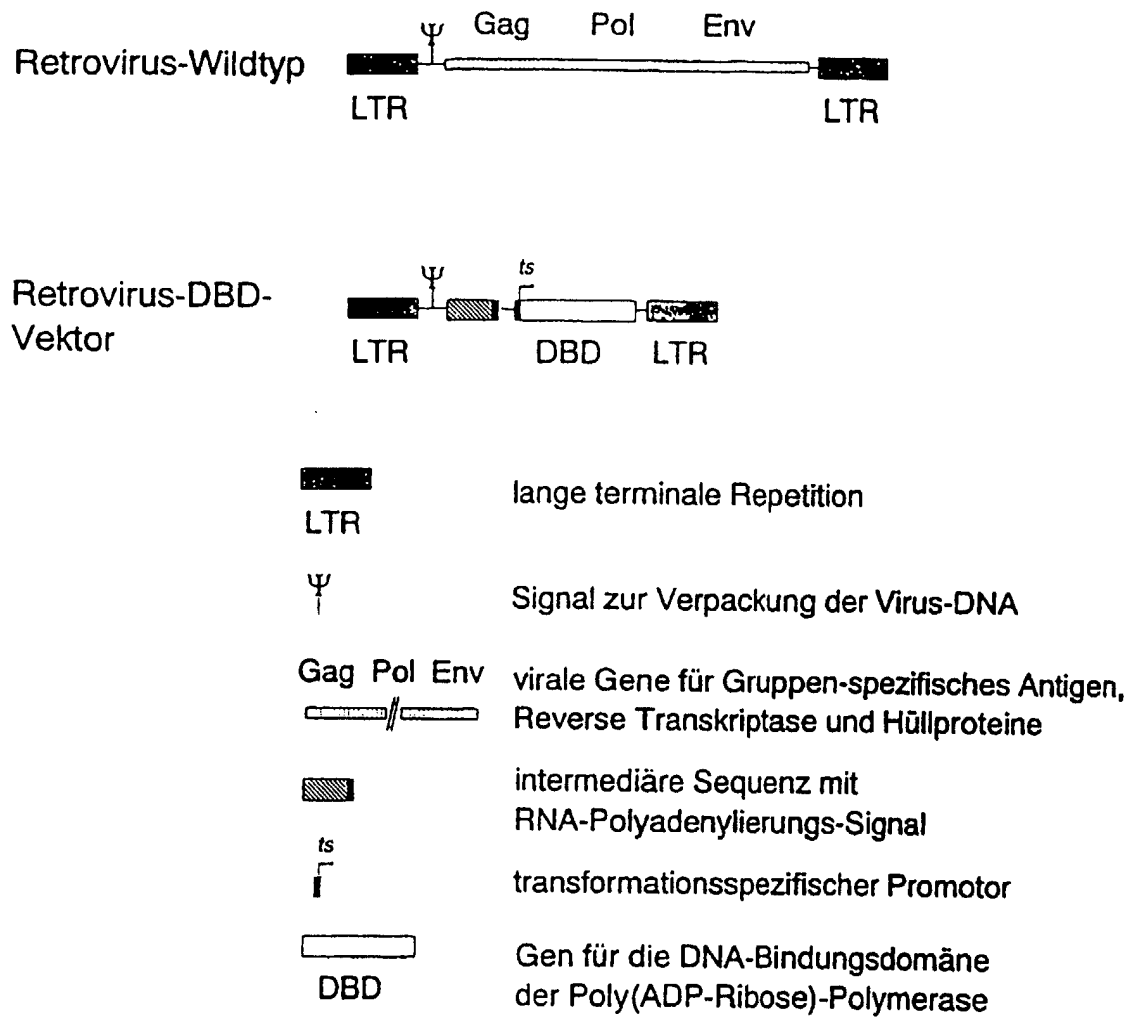 Ψ Gag Pol Env
Retrovirus-Wildtyp
LTR LTR
Ψ ts
Retrovirus-DBD-
Vektor
LTR DBD LTR
lange terminale Repetition
LTR
Ψ
Signal zur Verpackung der Virus-DNA
Gag Pol Env
virale Gene für Gruppen-spezifisches Antigen,
Reverse Transkriptase und Hüllproteine
intermediäre Sequenz mit
RNA-Polyadenylierungs-Signal
ts
transformationsspezifischer Promotor
Gen für die DNA-Bindungsdomäne
der Poly(ADP-Ribose)-Polymerase
DBD